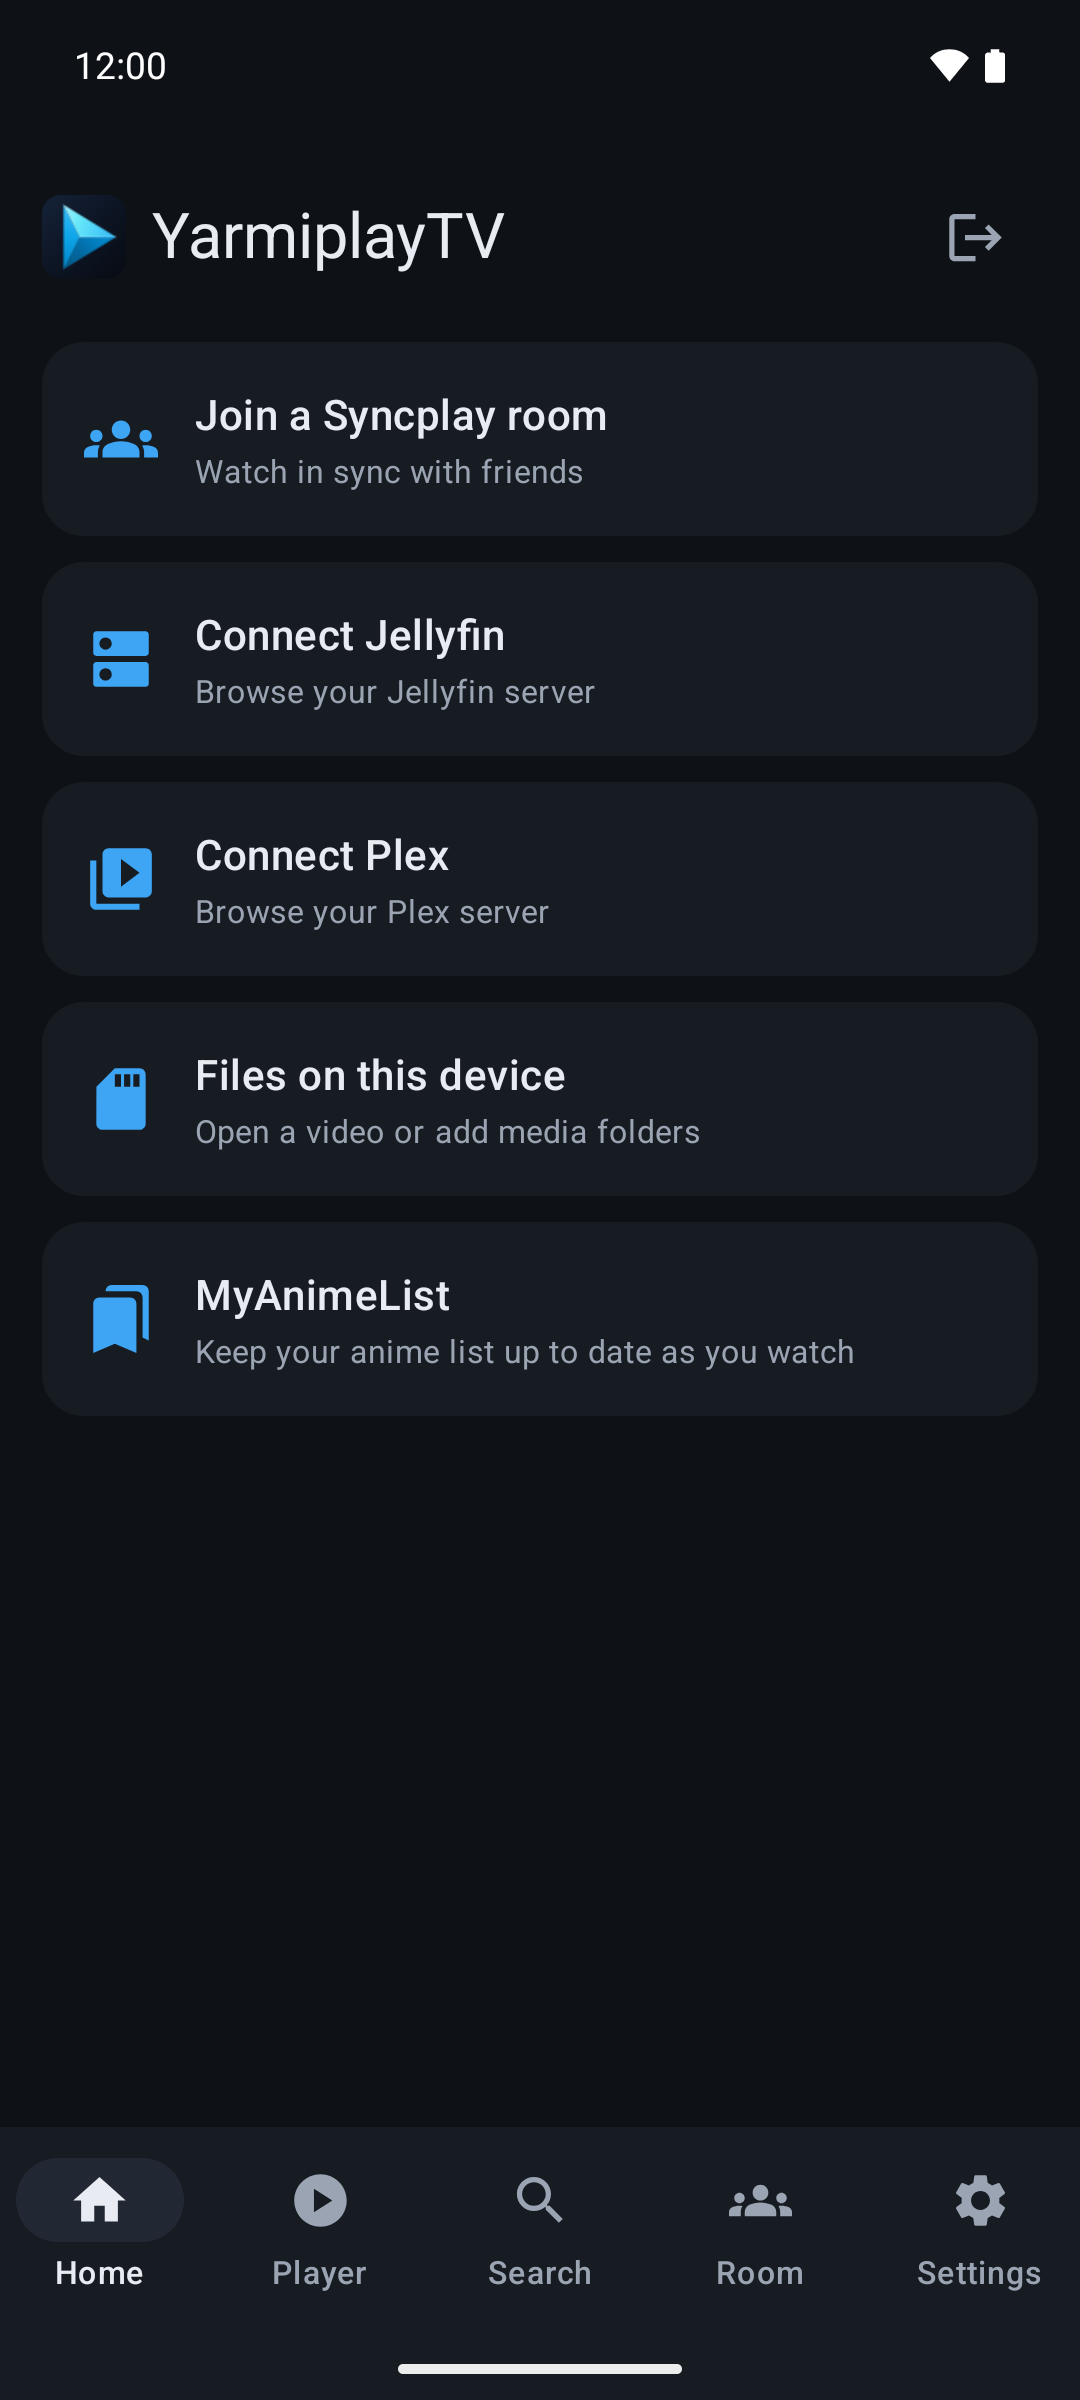 12:00
YarmiplayTV
Join a Syncplay room
Watch in sync with friends
Connect Jellyfin
Browse your Jellyfin server
Connect Plex
Browse your Plex server
Files on this device
Open a video or add media folders
MyAnimeList
Keep your anime list up to date as you watch
Home
Player
Search
Room
Settings